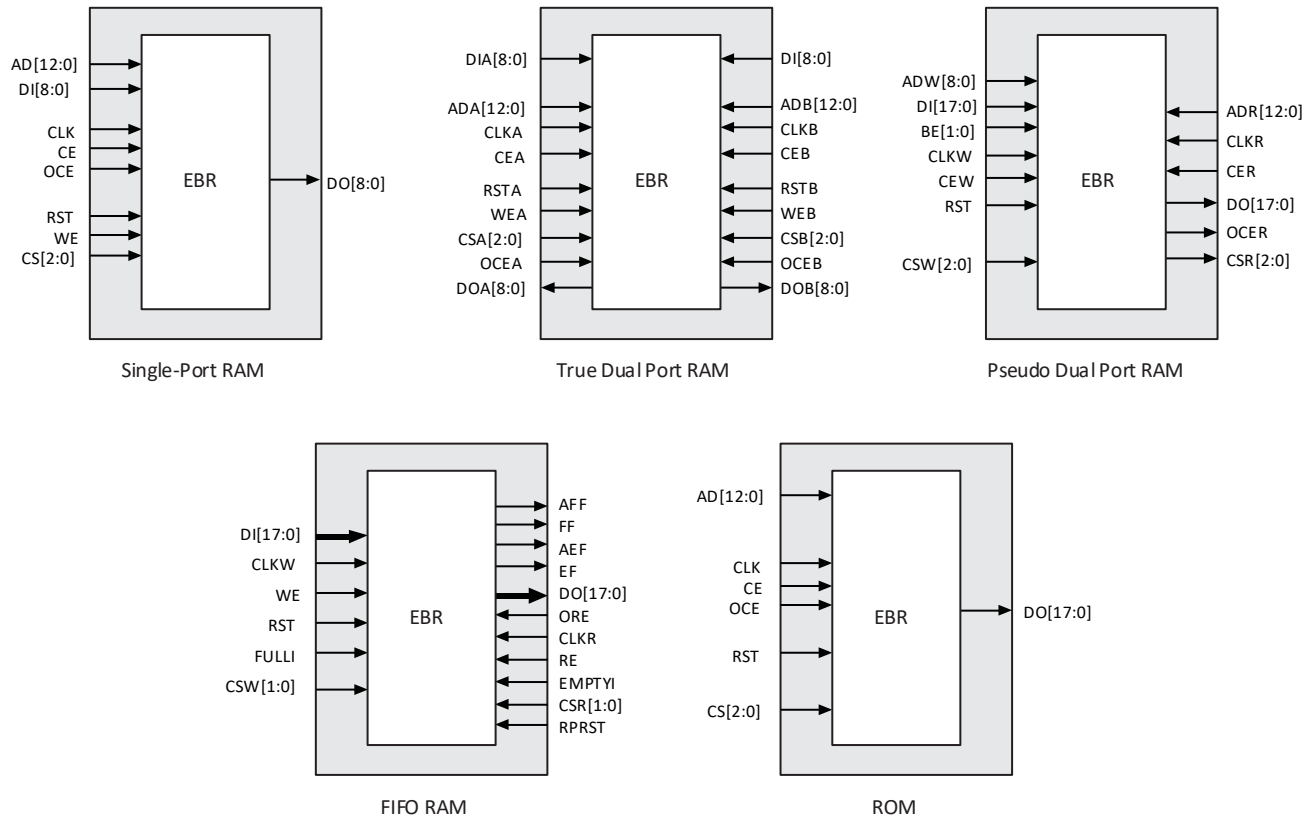 AD[12:0]
DI[8:0]
CLK
CE
OCE
RST
WE
CS[2:0]
EBR
DO[8:0]
Single-Port RAM
DIA[8:0]
ADA[12:0]
CLKA
CEA
RSTA
WEA
CSA[2:0]
OCEA
DOA[8:0]
EBR
DI[8:0]
ADB[12:0]
CLKB
CEB
RSTB
WEB
CSB[2:0]
OCEB
DOB[8:0]
True Dual Port RAM
ADW[8:0]
DI[17:0]
BE[1:0]
CLKW
CEW
RST
CSW[2:0]
EBR
ADR[12:0]
CLKR
CER
DO[17:0]
OCER
CSR[2:0]
Pseudo Dual Port RAM
DI[17:0]
CLKW
WE
RST
FULLI
CSW[1:0]
EBR
AFF
FF
AEF
EF
DO[17:0]
ORE
CLKR
RE
EMPTYI
CSR[1:0]
RPRST
FIFO RAM
AD[12:0]
CLK
CE
OCE
RST
CS[2:0]
EBR
DO[17:0]
ROM